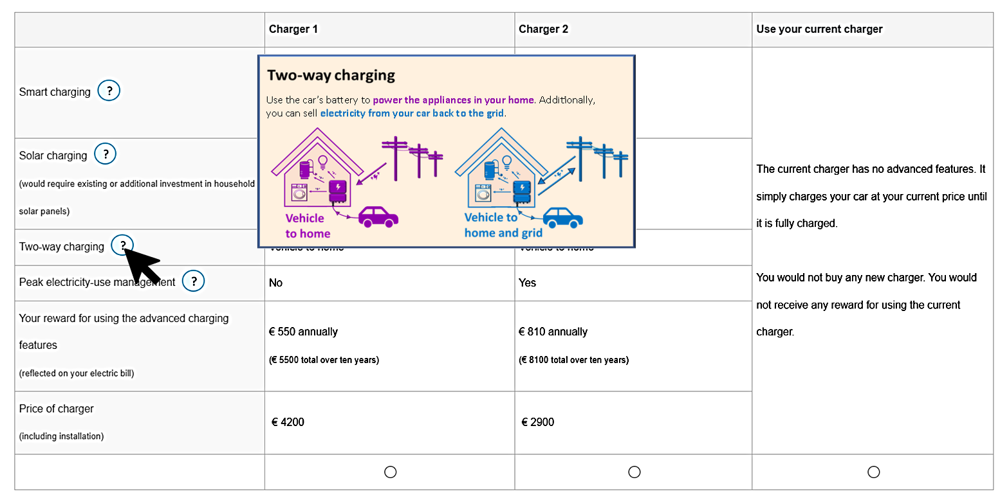 Charger 1
Charger 2
Use your current charger
Smart charging ?
Solar charging ?
(would require existing or additional investment in household
solar panels)
Two-way charging ?
Two-way charging
Use the car's battery to power the appliances in your home. Additionally,
you can sell electricity from your car back to the grid.
Vehicle
to home
Vehicle to
home and grid
Vehicle to home
Vehicle to home
Peak electricity-use management ?
No
Yes
Your reward for using the advanced charging
features
(reflected on your electric bill)
€ 550 annually
(€ 5500 total over ten years)
€ 810 annually
(€ 8100 total over ten years)
Price of charger
(including installation)
€ 4200
€ 2900
The current charger has no advanced features. It
simply charges your car at your current price until
it is fully charged.
You would not buy any new charger. You would
not receive any reward for using the current
charger.